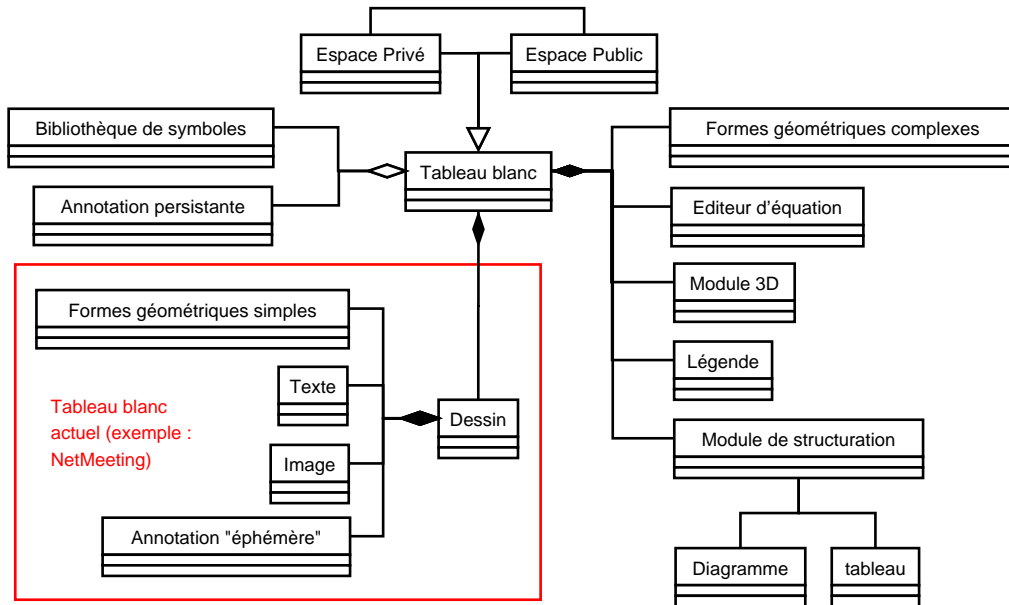 Espace Privé
Espace Public
Bibliothèque de symboles
Formes géométriques complexes
Tableau blanc
Annotation persistante
Editeur d'équation
Module 3D
Formes géométriques simples
Légende
Texte
Tableau blanc
actuel (exemple :
NetMeeting)
Dessin
Module de structuration
Image
Annotation "éphémère"
Diagramme
tableau